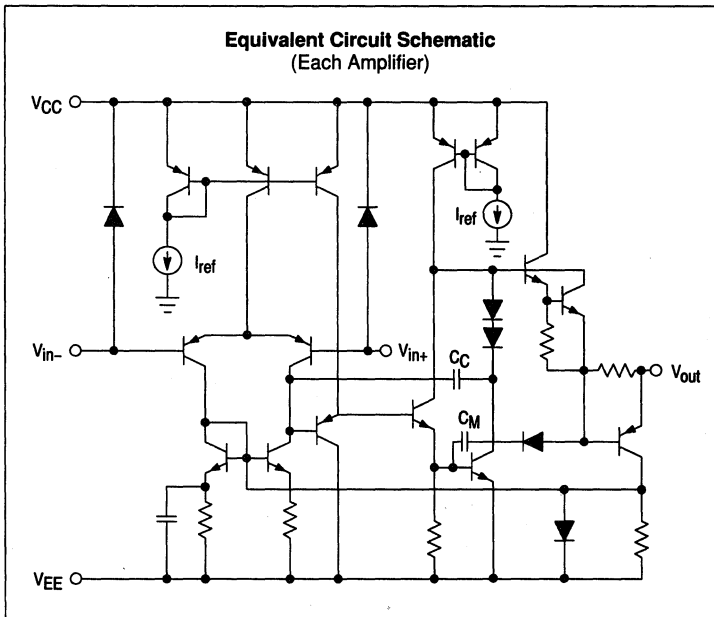 Equivalent Circuit Schematic
(Each Amplifier)
VCC
Iref
Iref
Vin–
Vin+
CC
Vout
CM
VEE